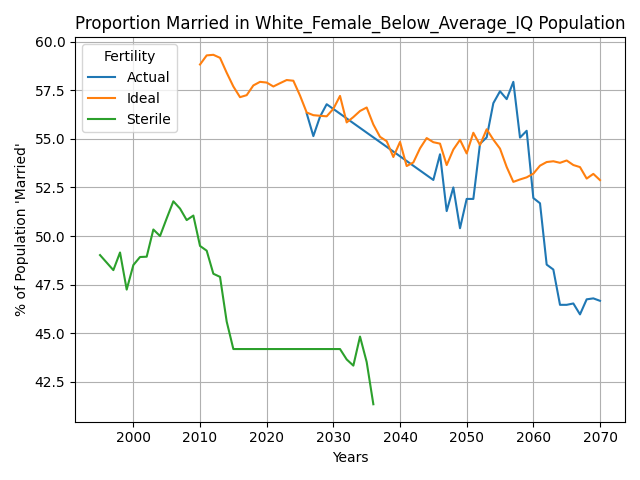 Proportion Married in White_Female_Below_Average_IQ Population
Fertility
Actual
Ideal
Sterile
% of Population 'Married'
60.0
57.5
55.0
52.5
50.0
47.5
45.0
42.5
2000 2010 2020 2030 2040 2050 2060 2070
Years